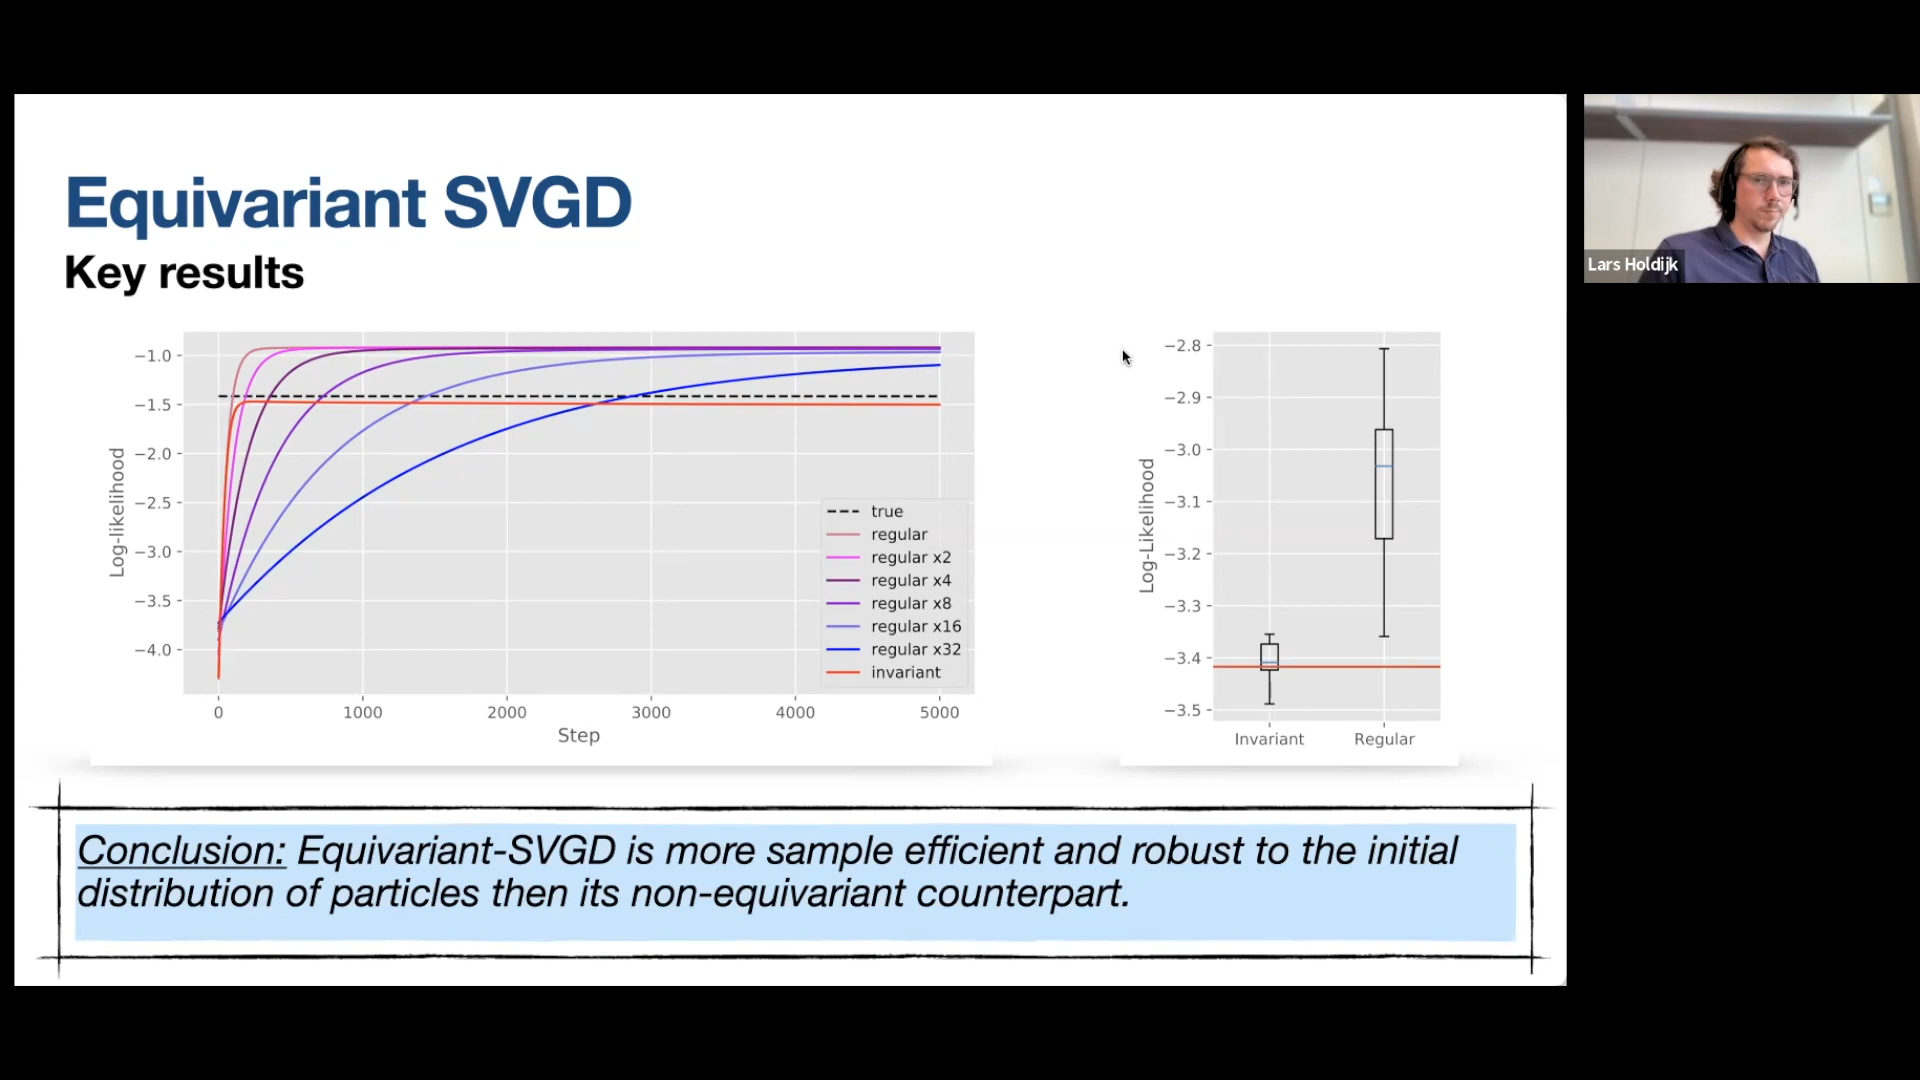 Equivariant SVGD
Key results
Log-likelihood
−1.0
−1.5
−2.0
−2.5
−3.0
−3.5
−4.0
0 1000 2000 3000 4000 5000
Step
true
regular
regular x2
regular x4
regular x8
regular x16
regular x32
invariant
Log-Likelihood
−2.8
−2.9
−3.0
−3.1
−3.2
−3.3
−3.4
−3.5
Invariant Regular
Conclusion: Equivariant-SVGD is more sample efficient and robust to the initial
distribution of particles then its non-equivariant counterpart.
Lars Holdijk